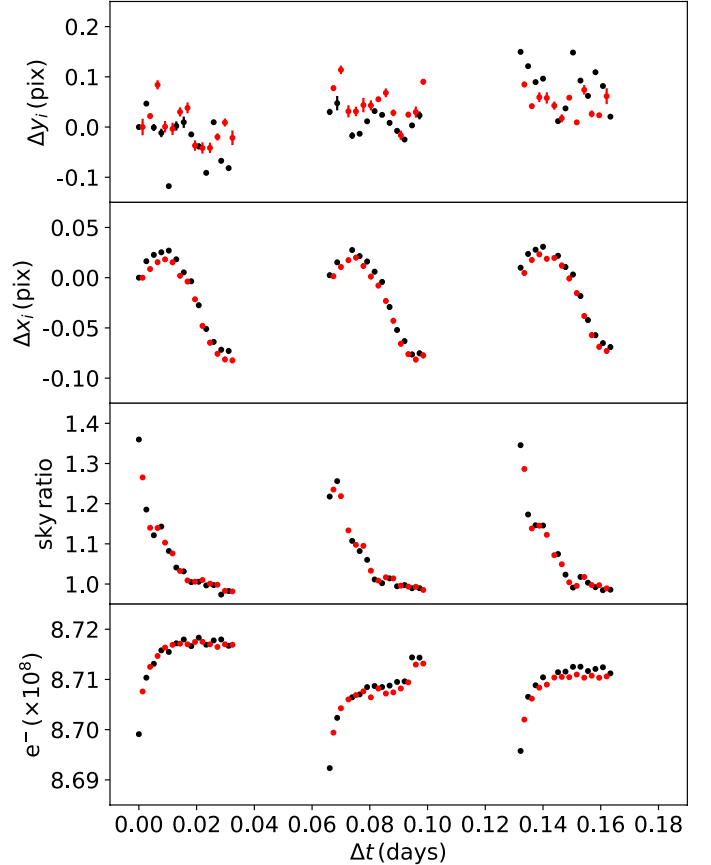 Δy_i (pix)
0.2
0.1
0.0
-0.1
Δx_i (pix)
0.05
0.00
-0.05
-0.10
sky ratio
1.4
1.3
1.2
1.1
1.0
e⁻ (×10⁸)
8.72
8.71
8.70
8.69
0.00 0.02 0.04 0.06 0.08 0.10 0.12 0.14 0.16 0.18
Δt (days)